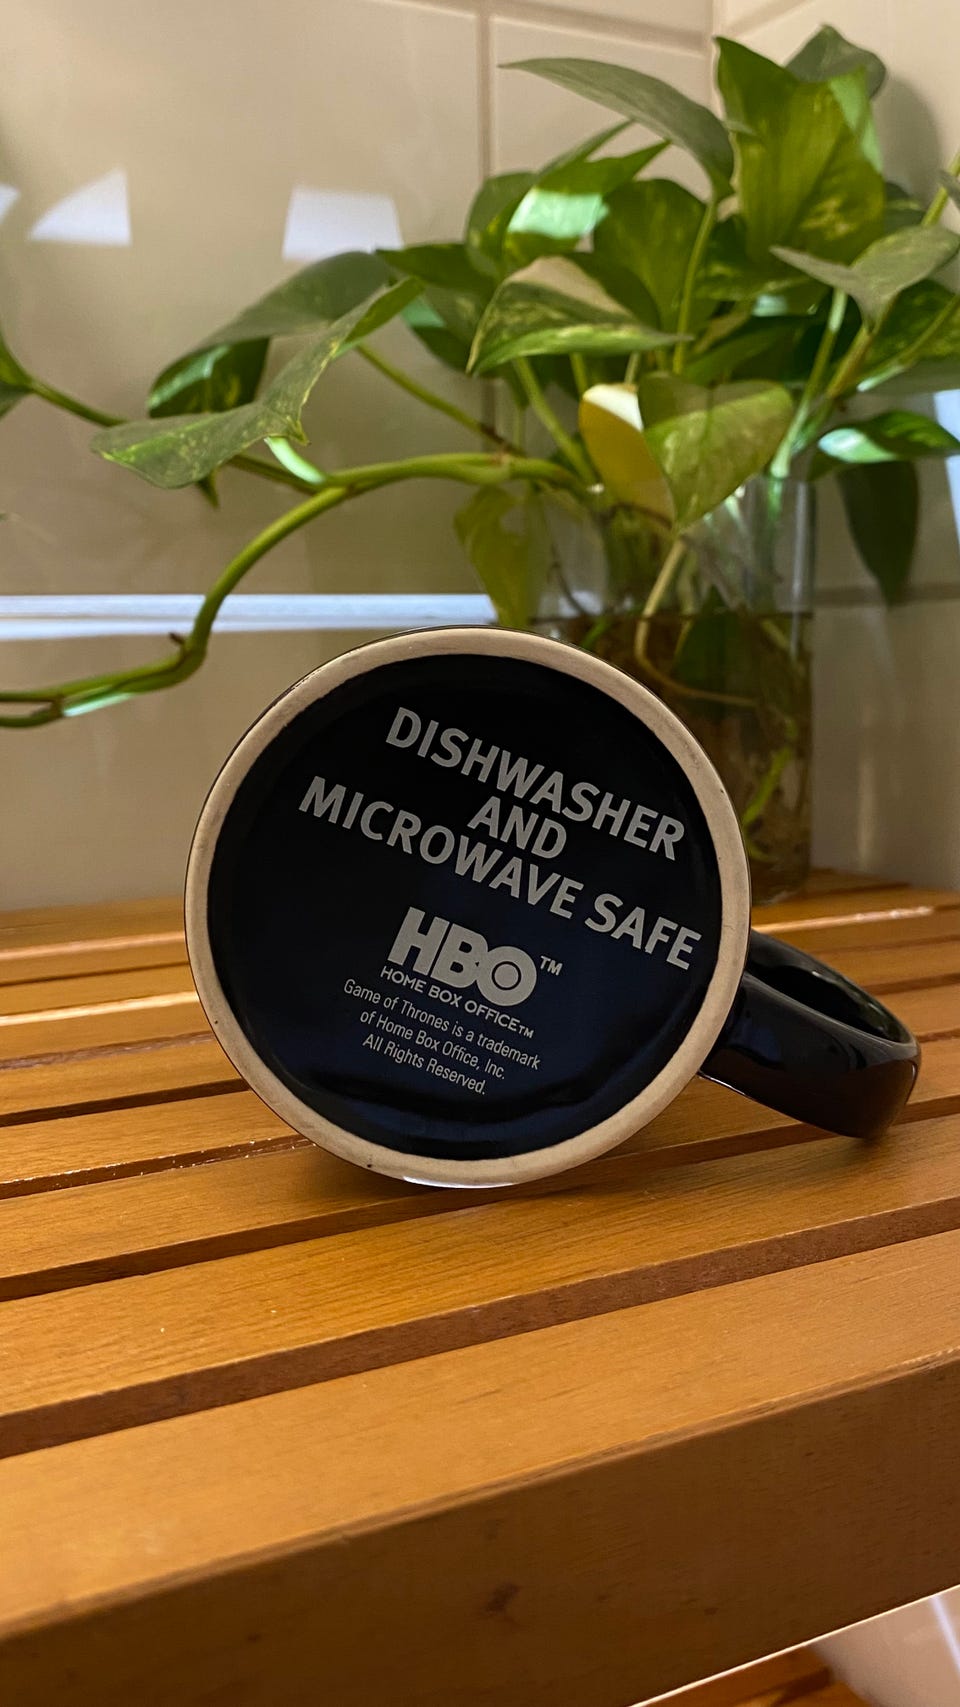 DISHWASHER
AND
MICROWAVE SAFE
HBO™
HOME BOX OFFICE™
Game of Thrones is a trademark
of Home Box Office, Inc.
All Rights Reserved.